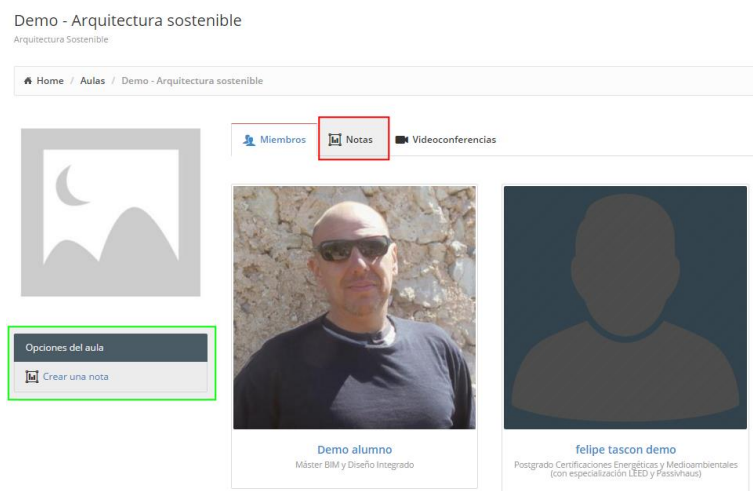 Demo - Arquitectura sostenible
Arquitectura Sostenible
Home / Aulas / Demo - Arquitectura sostenible
Miembros Notas Videoconferencias
Opciones del aula
Crear una nota
Demo alumno
Máster BIM y Diseño Integrado
felipe tascon demo
Postgrado Certificaciones Energéticas y Medioambientales
(con especialización LEED y Passivhaus)